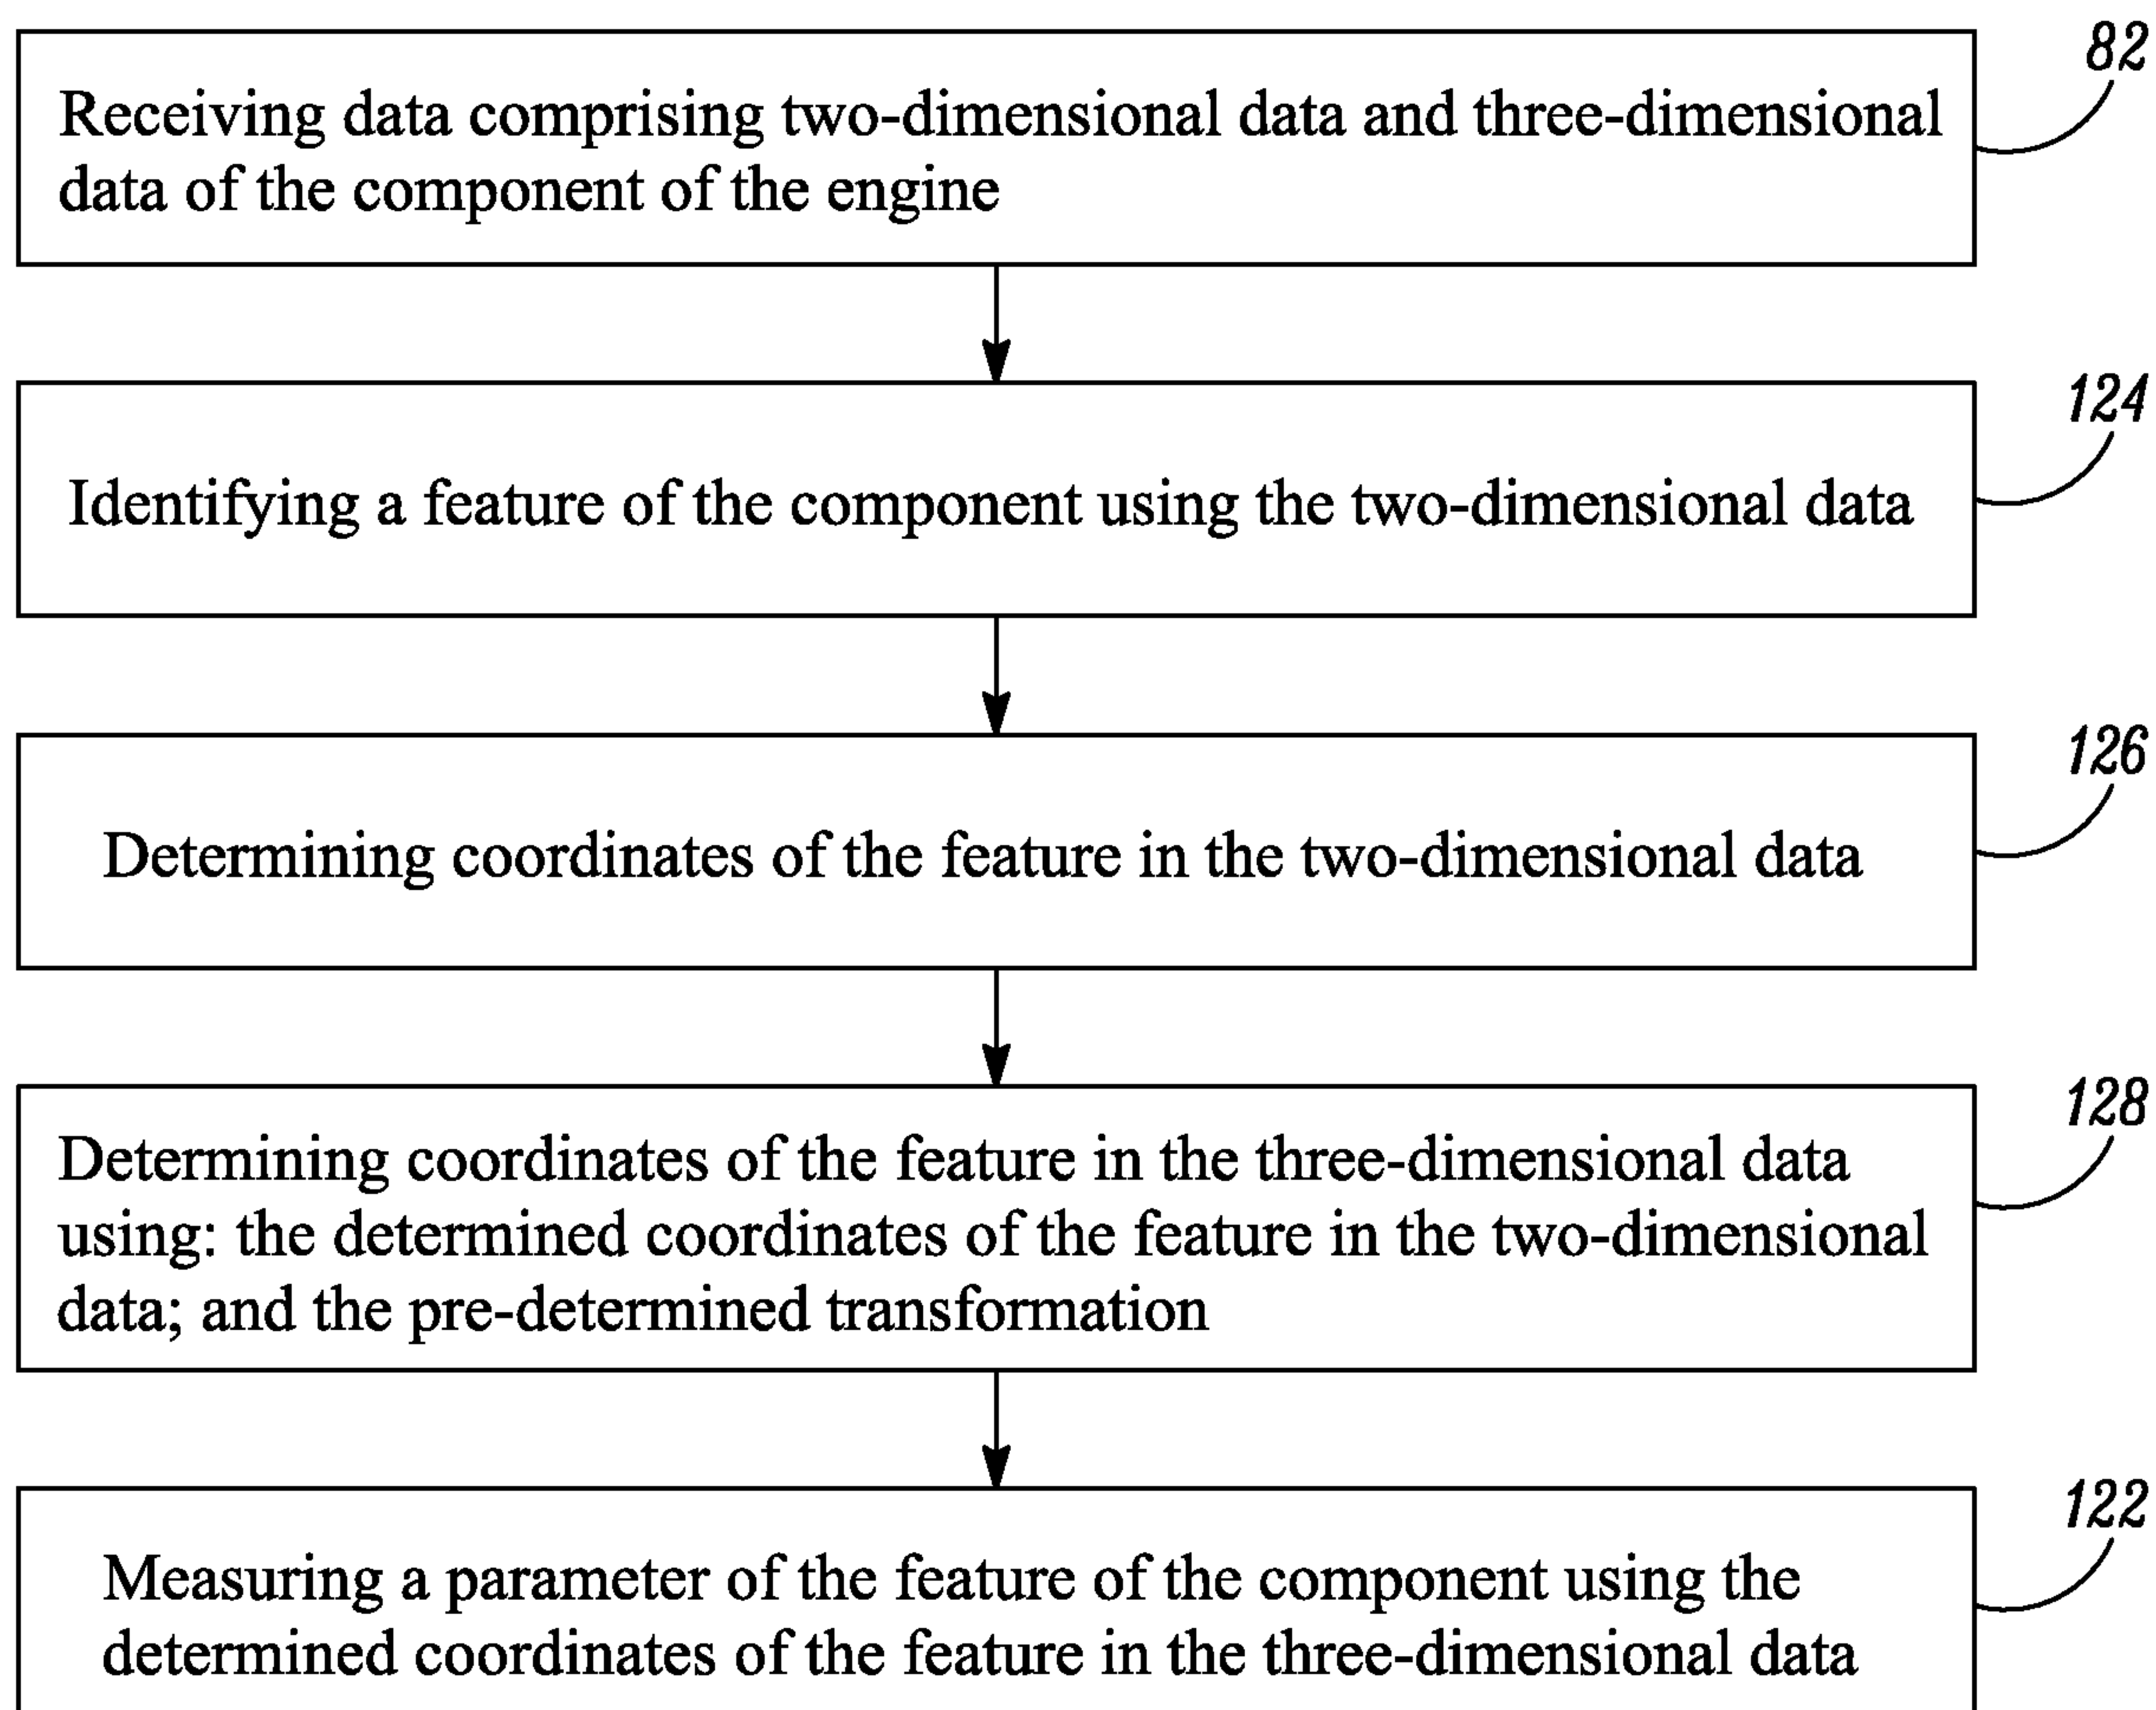 82
Receiving data comprising two-dimensional data and three-dimensional
data of the component of the engine
124
Identifying a feature of the component using the two-dimensional data
126
Determining coordinates of the feature in the two-dimensional data
128
Determining coordinates of the feature in the three-dimensional data
using: the determined coordinates of the feature in the two-dimensional
data; and the pre-determined transformation
122
Measuring a parameter of the feature of the component using the
determined coordinates of the feature in the three-dimensional data